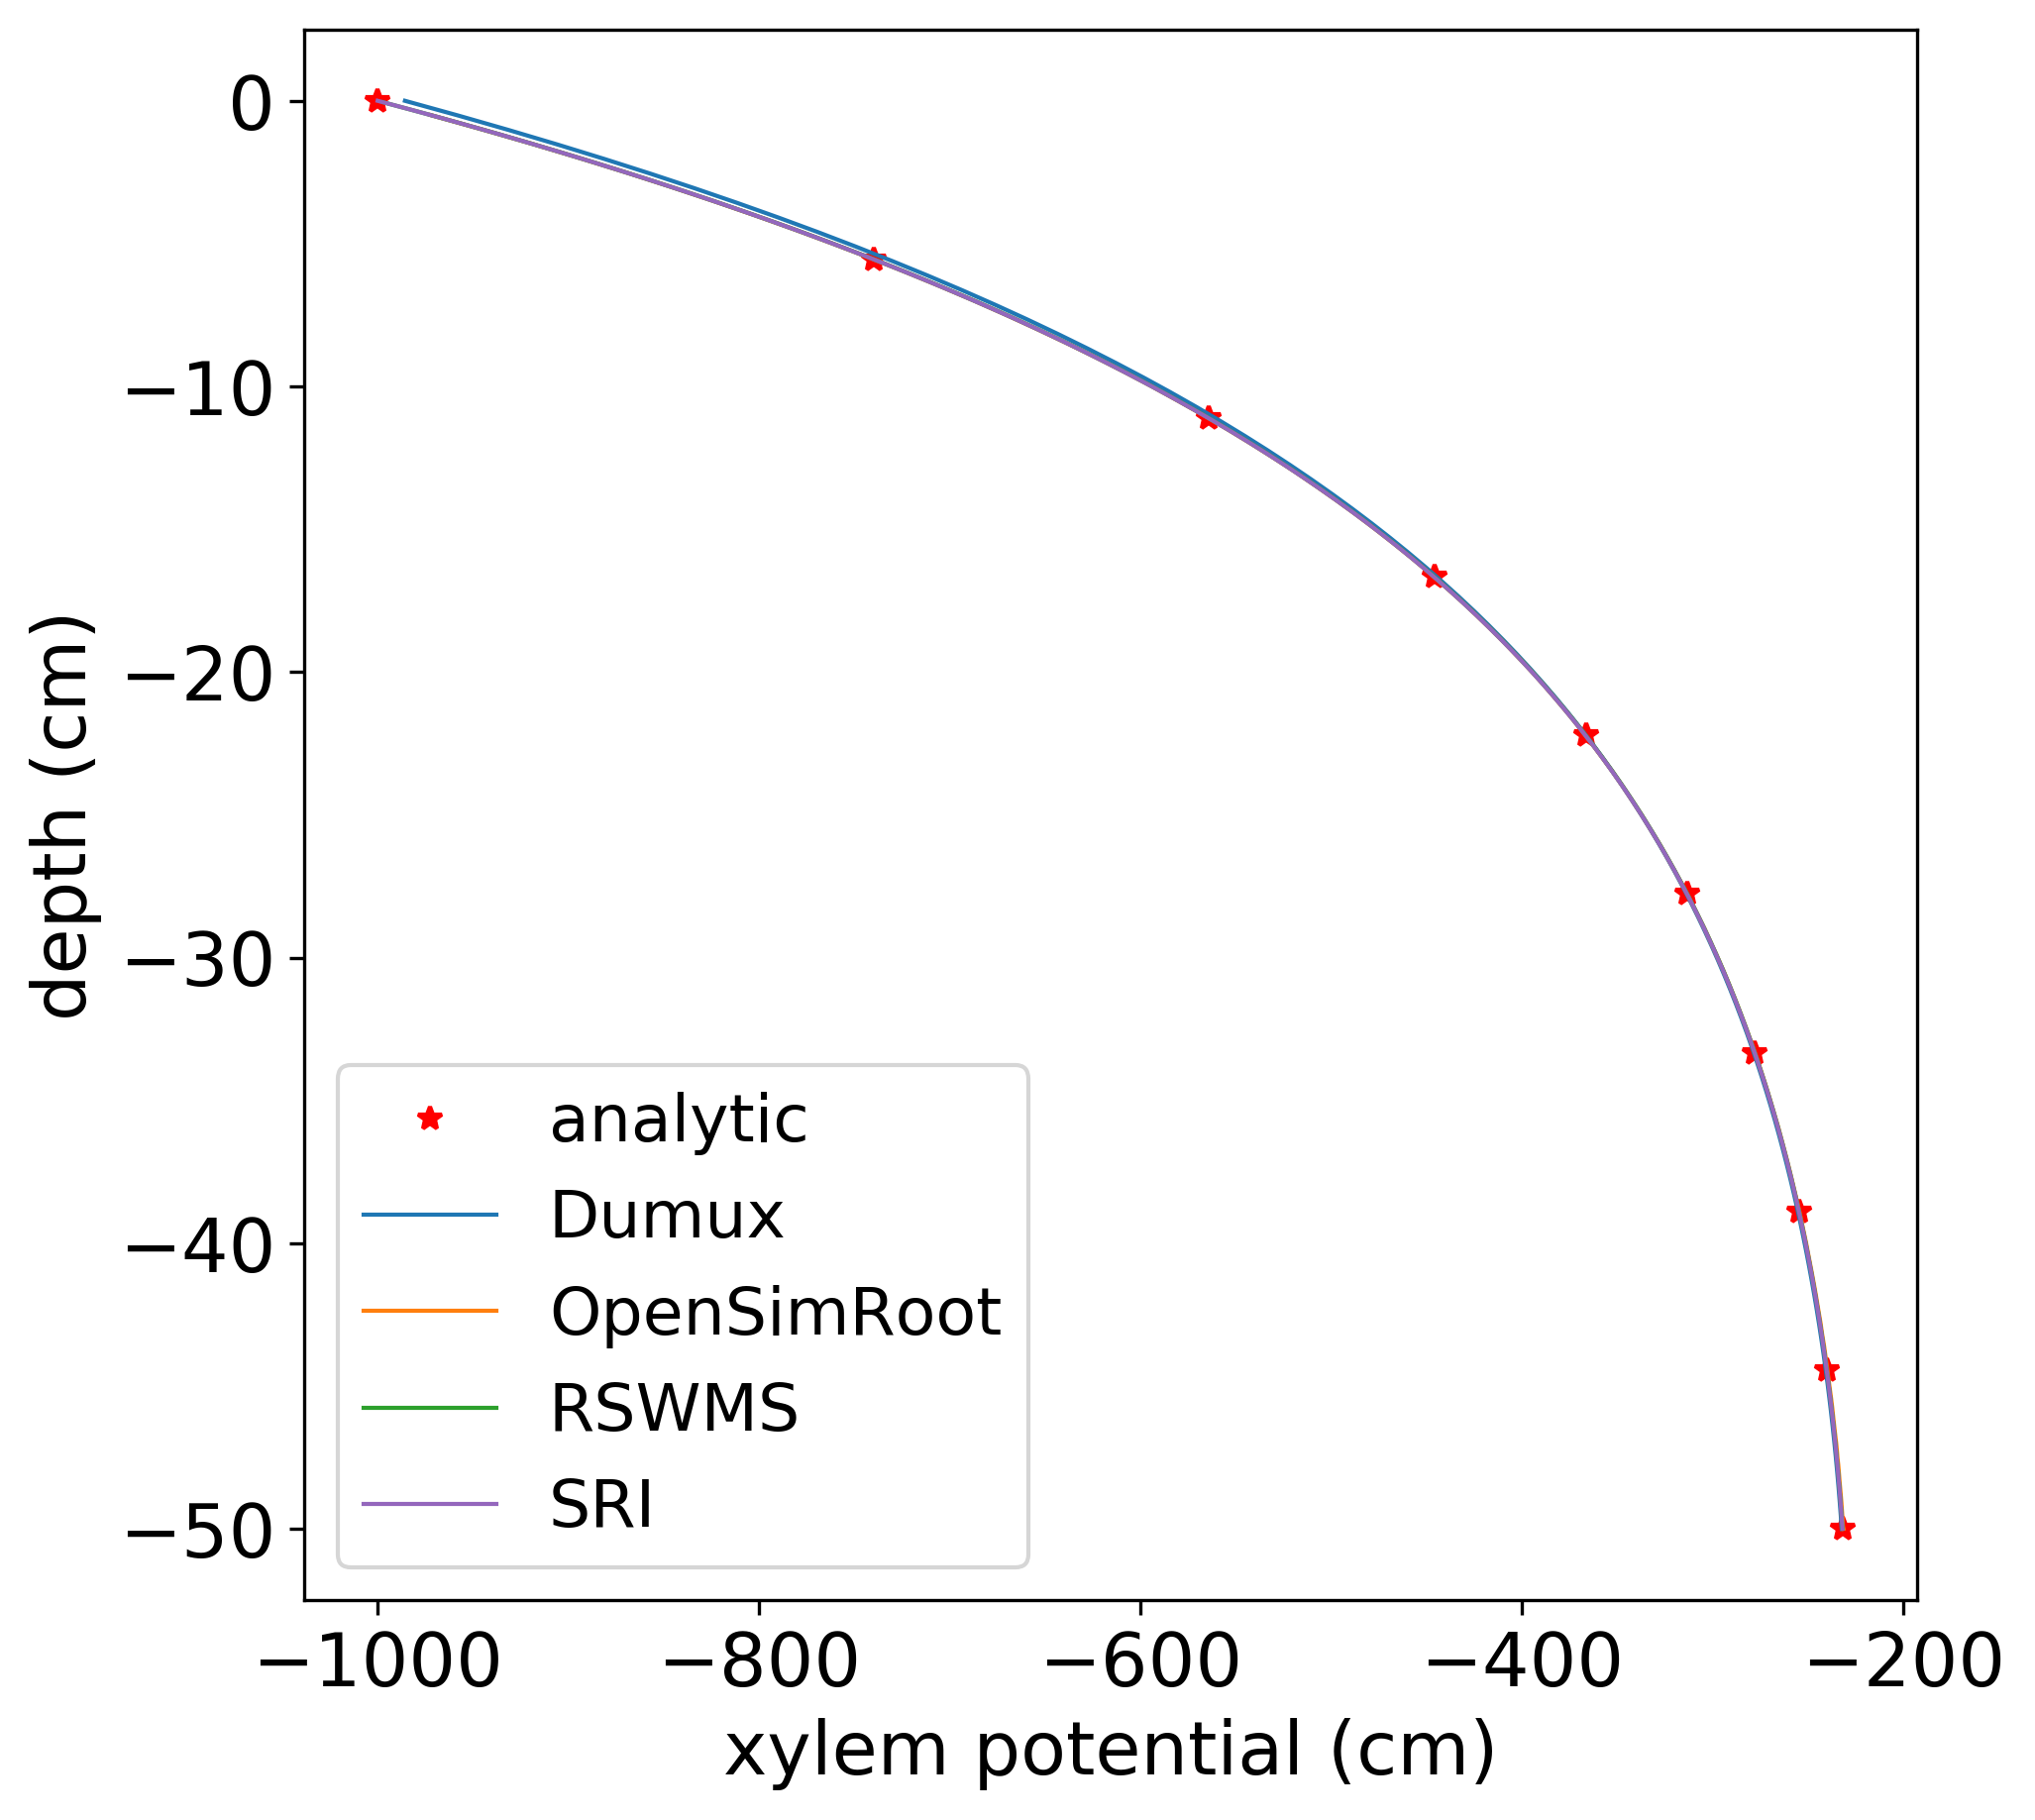 0
−10
−20
−30
−40
−50
depth (cm)
analytic
Dumux
OpenSimRoot
RSWMS
SRI
−1000 −800 −600 −400 −200
xylem potential (cm)